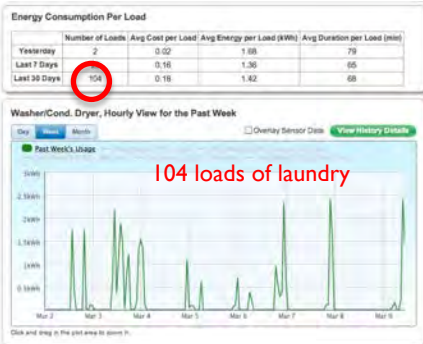 Energy Consumption Per Load
Number of Loads Avg Cost per Load Avg Energy per Load (kWh) Avg Duration per Load (min)
Yesterday 2 0.02 1.68 79
Last 7 Days 0.16 1.36 65
Last 30 Days 104 0.18 1.42 68
Washer/Cond. Dryer, Hourly View for the Past Week
Day Week Month Overlay Sensor Data View History Details
Past Week's Usage
104 loads of laundry
3kWh
2.5kWh
2kWh
1.5kWh
1kWh
0.5kWh
Mar 2 Mar 3 Mar 4 Mar 5 Mar 6 Mar 7 Mar 8 Mar 9
Click and drag in the plot area to zoom in.